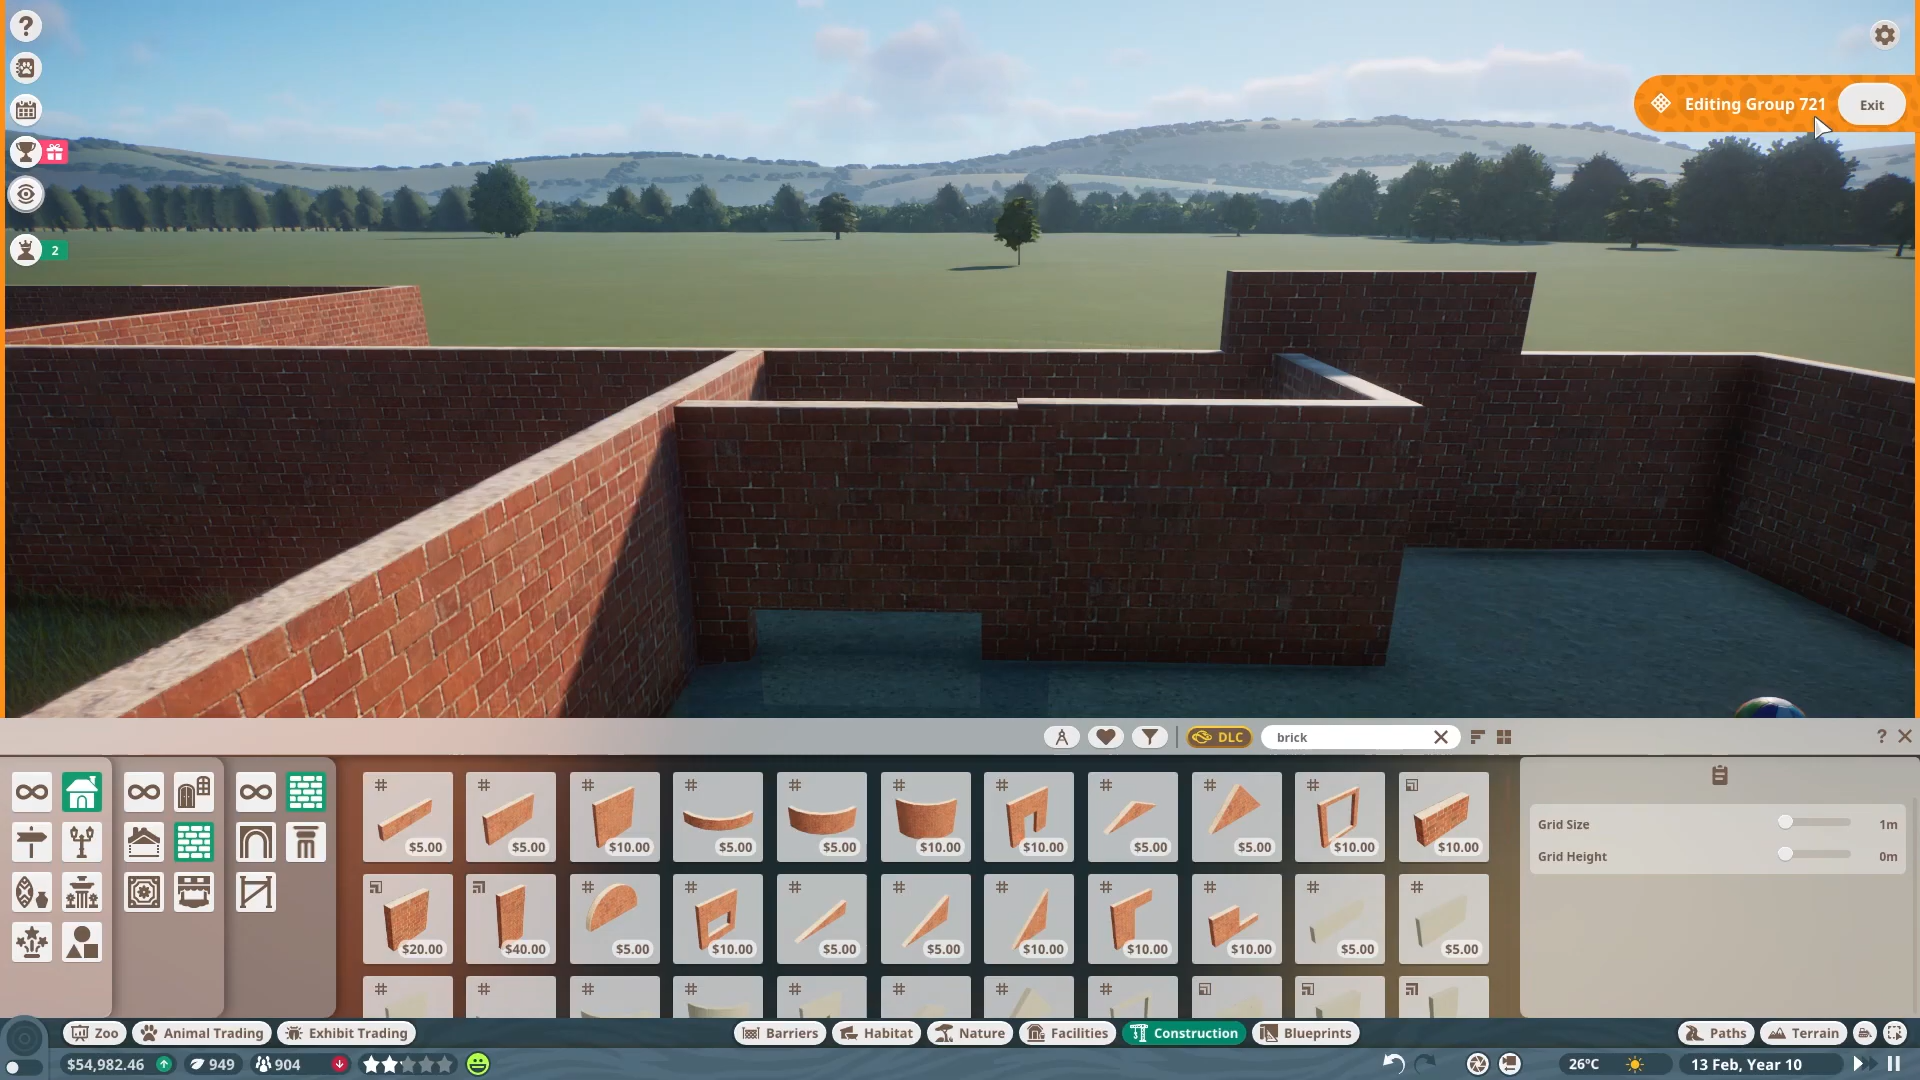 ?
Editing Group 721 Exit
2
DLC brick ?
$5.00 $5.00 $10.00 $5.00 $5.00 $10.00 $10.00 $5.00 $5.00 $10.00 $10.00
Grid Size 1m
Grid Height 0m
$20.00 $40.00 $5.00 $10.00 $5.00 $5.00 $10.00 $10.00 $10.00 $5.00 $5.00
Zoo Animal Trading Exhibit Trading Barriers Habitat Nature Facilities Construction Blueprints Paths Terrain
$54,982.46 949 904 26°C 13 Feb, Year 10